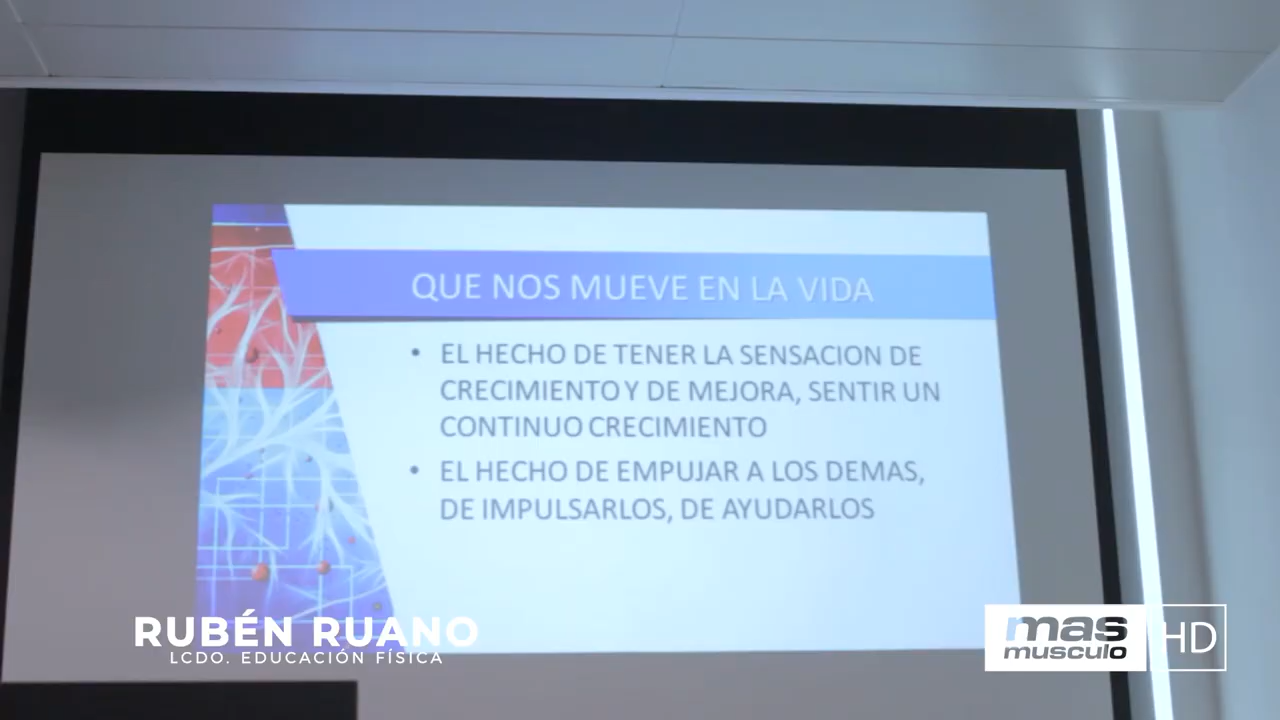 QUE NOS MUEVE EN LA VIDA
• EL HECHO DE TENER LA SENSACION DE
CRECIMIENTO Y DE MEJORA, SENTIR UN
CONTINUO CRECIMIENTO
• EL HECHO DE EMPUJAR A LOS DEMAS,
DE IMPULSARLOS, DE AYUDARLOS
RUBÉN RUANO
LCDO. EDUCACIÓN FÍSICA
mas
musculo
HD